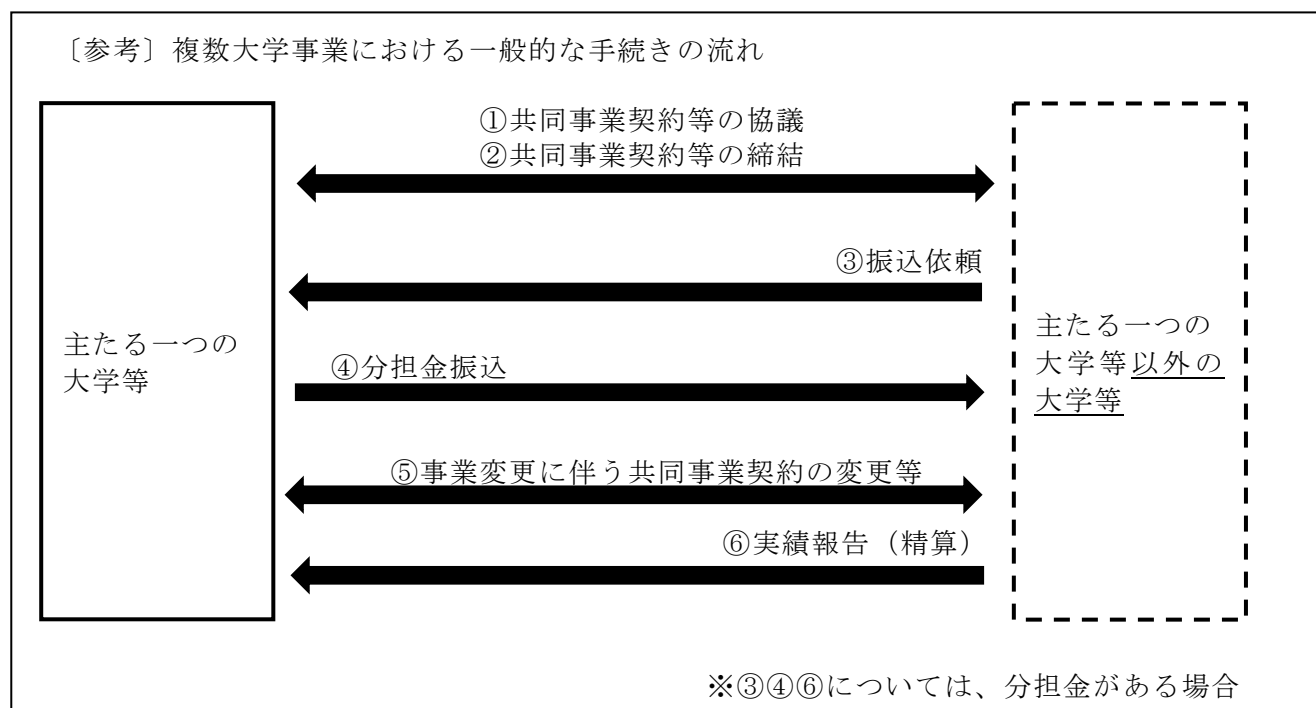 〔参考〕複数大学事業における一般的な手続きの流れ
①共同事業契約等の協議
②共同事業契約等の締結
③振込依頼
主たる一つの
大学等
④分担金振込
主たる一つの
大学等以外の
大学等
⑤事業変更に伴う共同事業契約の変更等
⑥実績報告（精算）
※③④⑥については、分担金がある場合